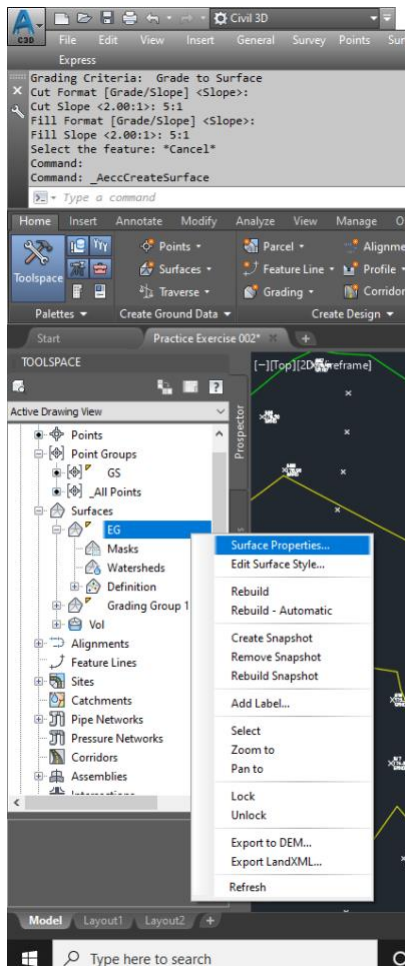 C3D
Civil 3D
File Edit View Insert General Survey Points Sur
Express
Grading Criteria: Grade to Surface
Cut Format [Grade/Slope] <Slope>:
Cut Slope <2.00:1>: 5:1
Fill Format [Grade/Slope] <Slope>:
Fill Slope <2.00:1>: 5:1
Select the feature: *Cancel*
Command:
Command: _AeccCreateSurface
Type a command
Home Insert Annotate Modify Analyze View Manage O
Toolspace
Points Parcel Alignme
Surfaces Feature Line Profile
Traverse Grading Corridor
Palettes Create Ground Data Create Design
Start Practice Exercise 002* +
TOOLSPACE
[−][Top][2D Wireframe]
Active Drawing View
Prospector
Points
Point Groups
GS
_All Points
Surfaces
EG
Masks
Watersheds
Definition
Grading Group 1
Vol
Alignments
Feature Lines
Sites
Catchments
Pipe Networks
Pressure Networks
Corridors
Assemblies
Surface Properties...
Edit Surface Style...
Rebuild
Rebuild - Automatic
Create Snapshot
Remove Snapshot
Rebuild Snapshot
Add Label...
Select
Zoom to
Pan to
Lock
Unlock
Export to DEM...
Export LandXML...
Refresh
Model Layout1 Layout2 +
Type here to search